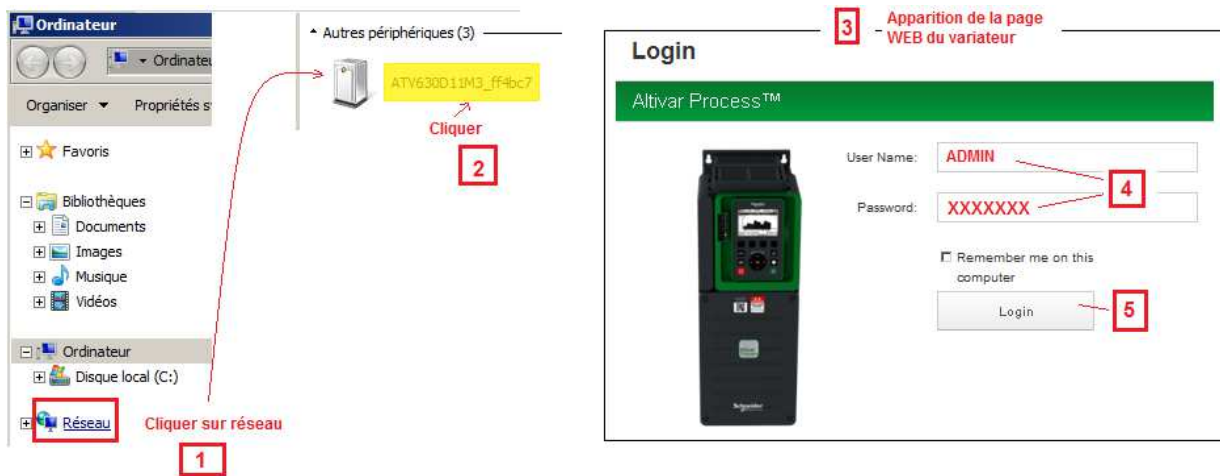 Ordinateur
Ordinateu
Organiser
Propriétés s
Favoris
Bibliothèques
Documents
Images
Musique
Vidéos
Ordinateur
Disque local (C:)
Réseau
Cliquer sur réseau
1
Autres périphériques (3)
ATV630D11M3_ff4bc7
Cliquer
2
3
Apparition de la page
WEB du variateur
Login
Altivar Process™
User Name:
ADMIN
4
Password:
XXXXXXX
Remember me on this
computer
Login
5
Schneider